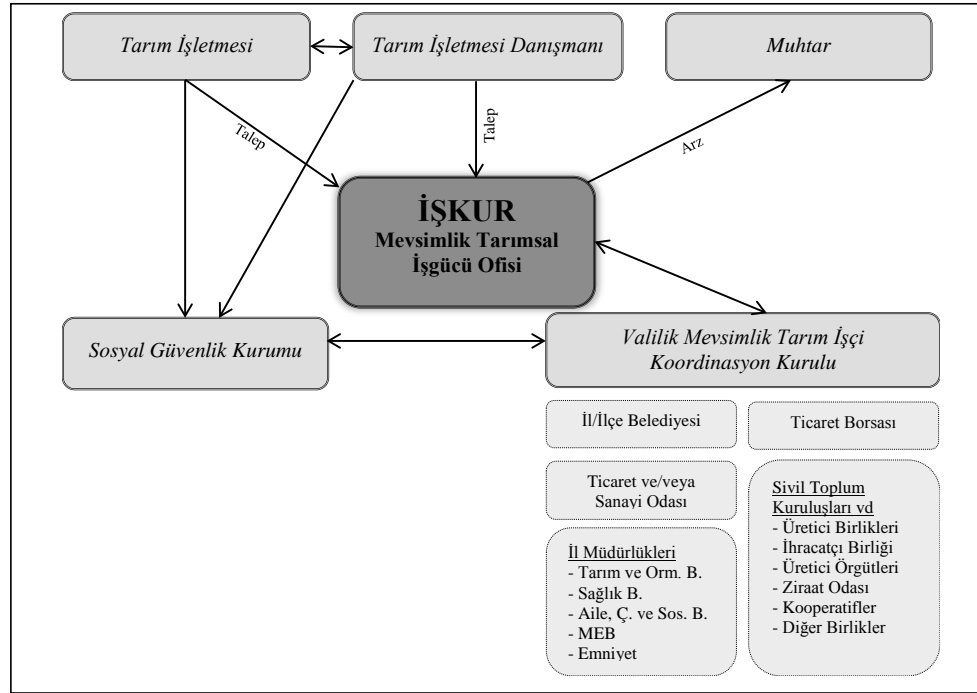 Tarım İşletmesi
Tarım İşletmesi Danışmanı
Muhtar
Talep
Talep
Arz
İŞKUR
Mevsimlik Tarımsal
İşgücü Ofisi
Sosyal Güvenlik Kurumu
Valilik Mevsimlik Tarım İşçi
Koordinasyon Kurulu
İl/İlçe Belediyesi
Ticaret Borsası
Ticaret ve/veya
Sanayi Odası
Sivil Toplum
Kuruluşları vd
- Üretici Birlikleri
- İhracatçı Birliği
- Üretici Örgütleri
- Ziraat Odası
- Kooperatifler
- Diğer Birlikler
İl Müdürlükleri
- Tarım ve Orm. B.
- Sağlık B.
- Aile, Ç. ve Sos. B.
- MEB
- Emniyet